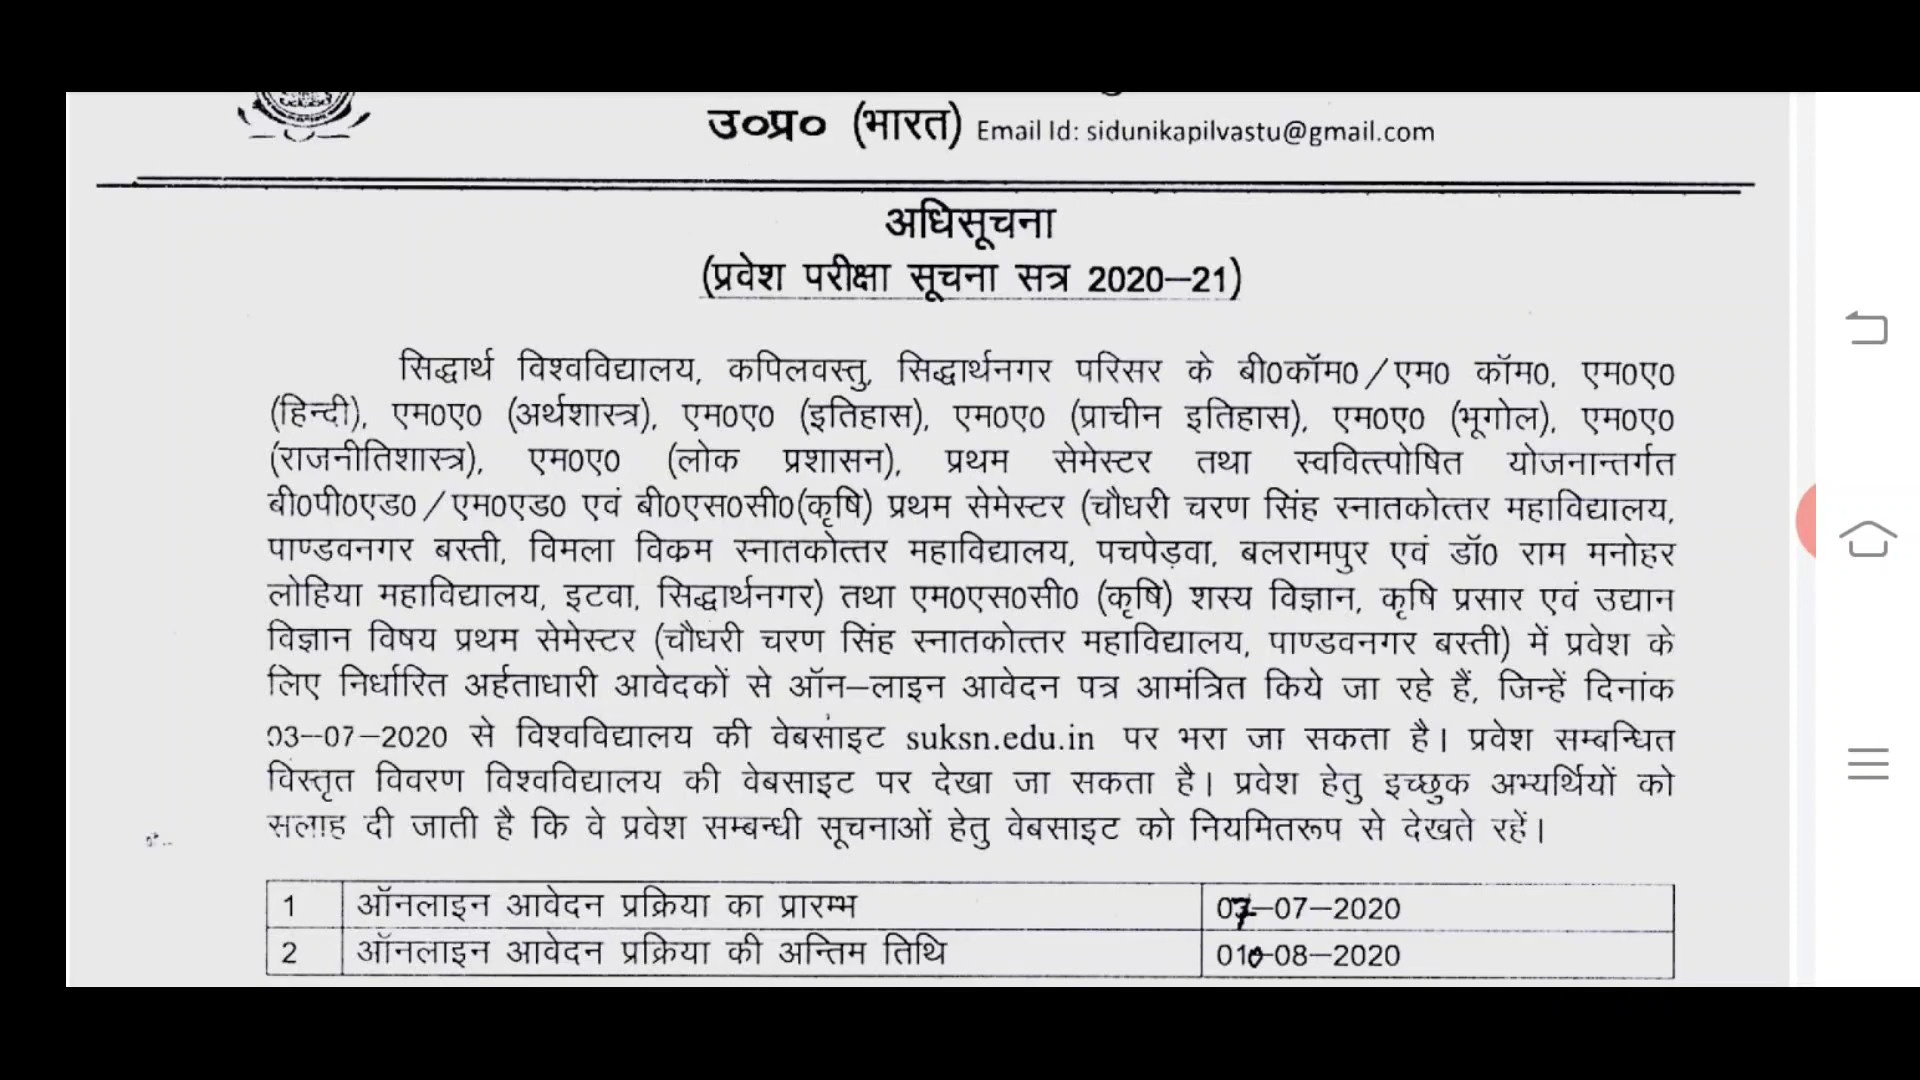 उ०प्र० (भारत) Email Id: sidunikapilvastu@gmail.com
अधिसूचना
(प्रवेश परीक्षा सूचना सत्र 2020–21)
सिद्धार्थ विश्वविद्यालय, कपिलवस्तु, सिद्धार्थनगर परिसर के बी0कॉम0/एम0 कॉम0, एम0ए0
(हिन्दी), एम0ए0 (अर्थशास्त्र), एम0ए0 (इतिहास), एम0ए0 (प्राचीन इतिहास), एम0ए0 (भूगोल), एम0ए0
(राजनीतिशास्त्र), एम0ए0 (लोक प्रशासन), प्रथम सेमेस्टर तथा स्ववित्त्पोषित योजनान्तर्गत
बी0पी0एड0/एम0एड0 एवं बी0एस0सी0(कृषि) प्रथम सेमेस्टर (चौधरी चरण सिंह स्नातकोत्तर महाविद्यालय,
पाण्डवनगर बस्ती, विमला विक्रम स्नातकोत्तर महाविद्यालय, पचपेड़वा, बलरामपुर एवं डॉ0 राम मनोहर
लोहिया महाविद्यालय, इटवा, सिद्धार्थनगर) तथा एम0एस0सी0 (कृषि) शस्य विज्ञान, कृषि प्रसार एवं उद्यान
विज्ञान विषय प्रथम सेमेस्टर (चौधरी चरण सिंह स्नातकोत्तर महाविद्यालय, पाण्डवनगर बस्ती) में प्रवेश के
लिए निर्धारित अर्हताधारी आवेदकों से ऑन–लाइन आवेदन पत्र आमंत्रित किये जा रहे हैं, जिन्हें दिनांक
03–07–2020 से विश्वविद्यालय की वेबसाइट suksn.edu.in पर भरा जा सकता है। प्रवेश सम्बन्धित
विस्तृत विवरण विश्वविद्यालय की वेबसाइट पर देखा जा सकता है। प्रवेश हेतु इच्छुक अभ्यर्थियों को
सलाह दी जाती है कि वे प्रवेश सम्बन्धी सूचनाओं हेतु वेबसाइट को नियमितरूप से देखते रहें।
1 ऑनलाइन आवेदन प्रक्रिया का प्रारम्भ 07–07–2020
2 ऑनलाइन आवेदन प्रक्रिया की अन्तिम तिथि 010-08–2020